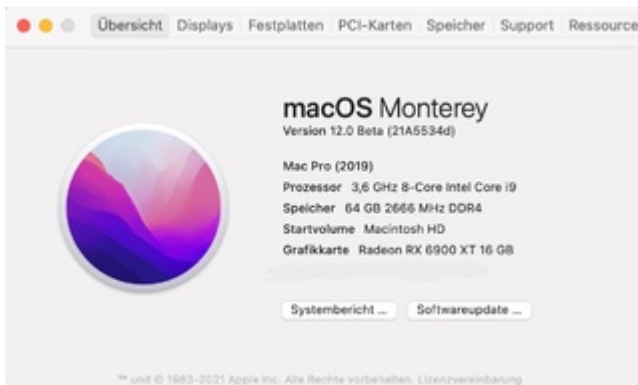 Übersicht Displays Festplatten PCI-Karten Speicher Support Ressource
macOS Monterey
Version 12.0 Beta (21A5534d)
Mac Pro (2019)
Prozessor 3,6 GHz 8-Core Intel Core i9
Speicher 64 GB 2666 MHz DDR4
Startvolume Macintosh HD
Grafikkarte Radeon RX 6900 XT 16 GB
Systembericht ... Softwareupdate ...
™ und © 1983-2021 Apple Inc. Alle Rechte vorbehalten. Lizenzvereinbarung